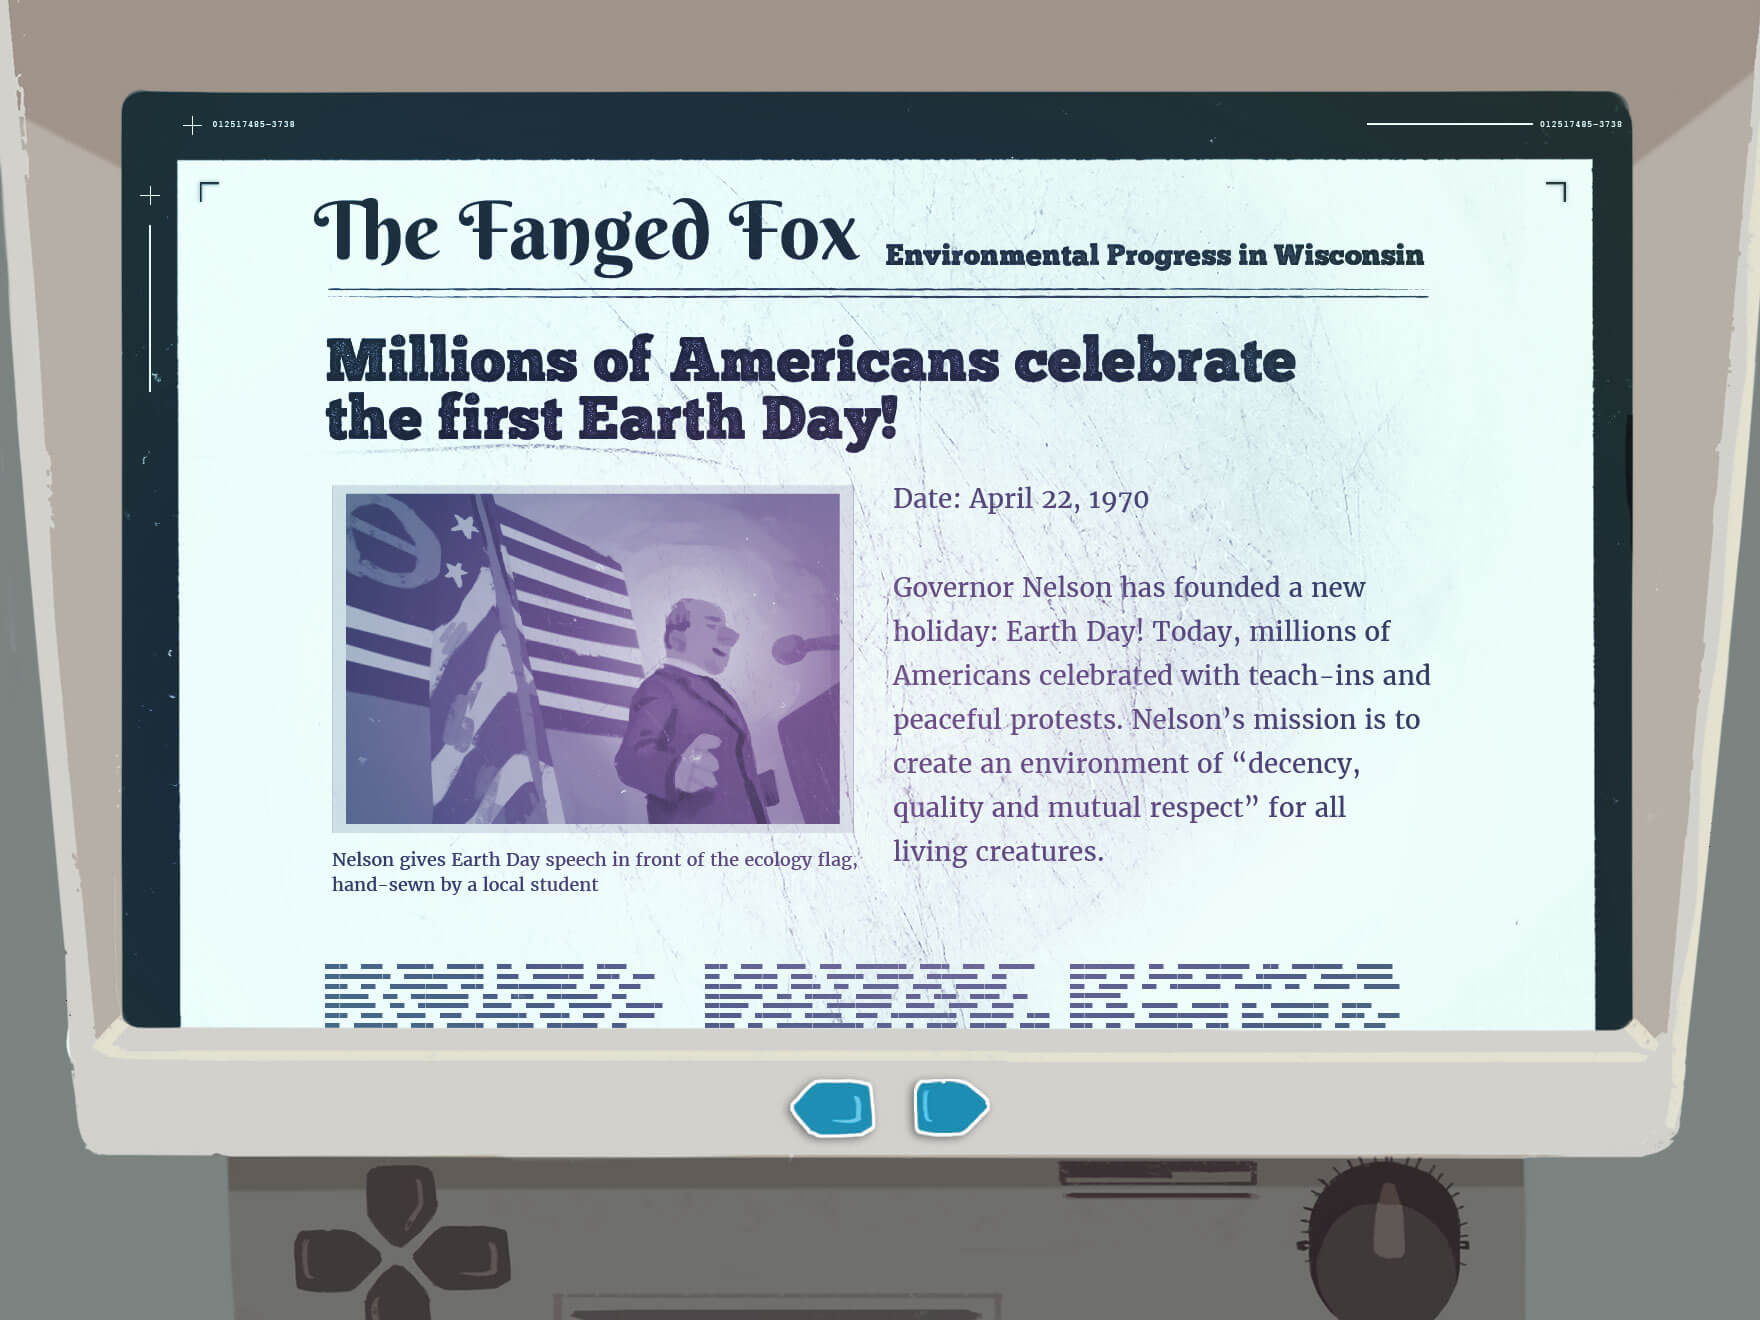 012517485-3738
012517485-3738
The Fanged Fox
Environmental Progress in Wisconsin
Millions of Americans celebrate
the first Earth Day!
Date: April 22, 1970
Governor Nelson has founded a new
holiday: Earth Day! Today, millions of
Americans celebrated with teach-ins and
peaceful protests. Nelson’s mission is to
create an environment of “decency,
quality and mutual respect” for all
living creatures.
Nelson gives Earth Day speech in front of the ecology flag,
hand-sewn by a local student